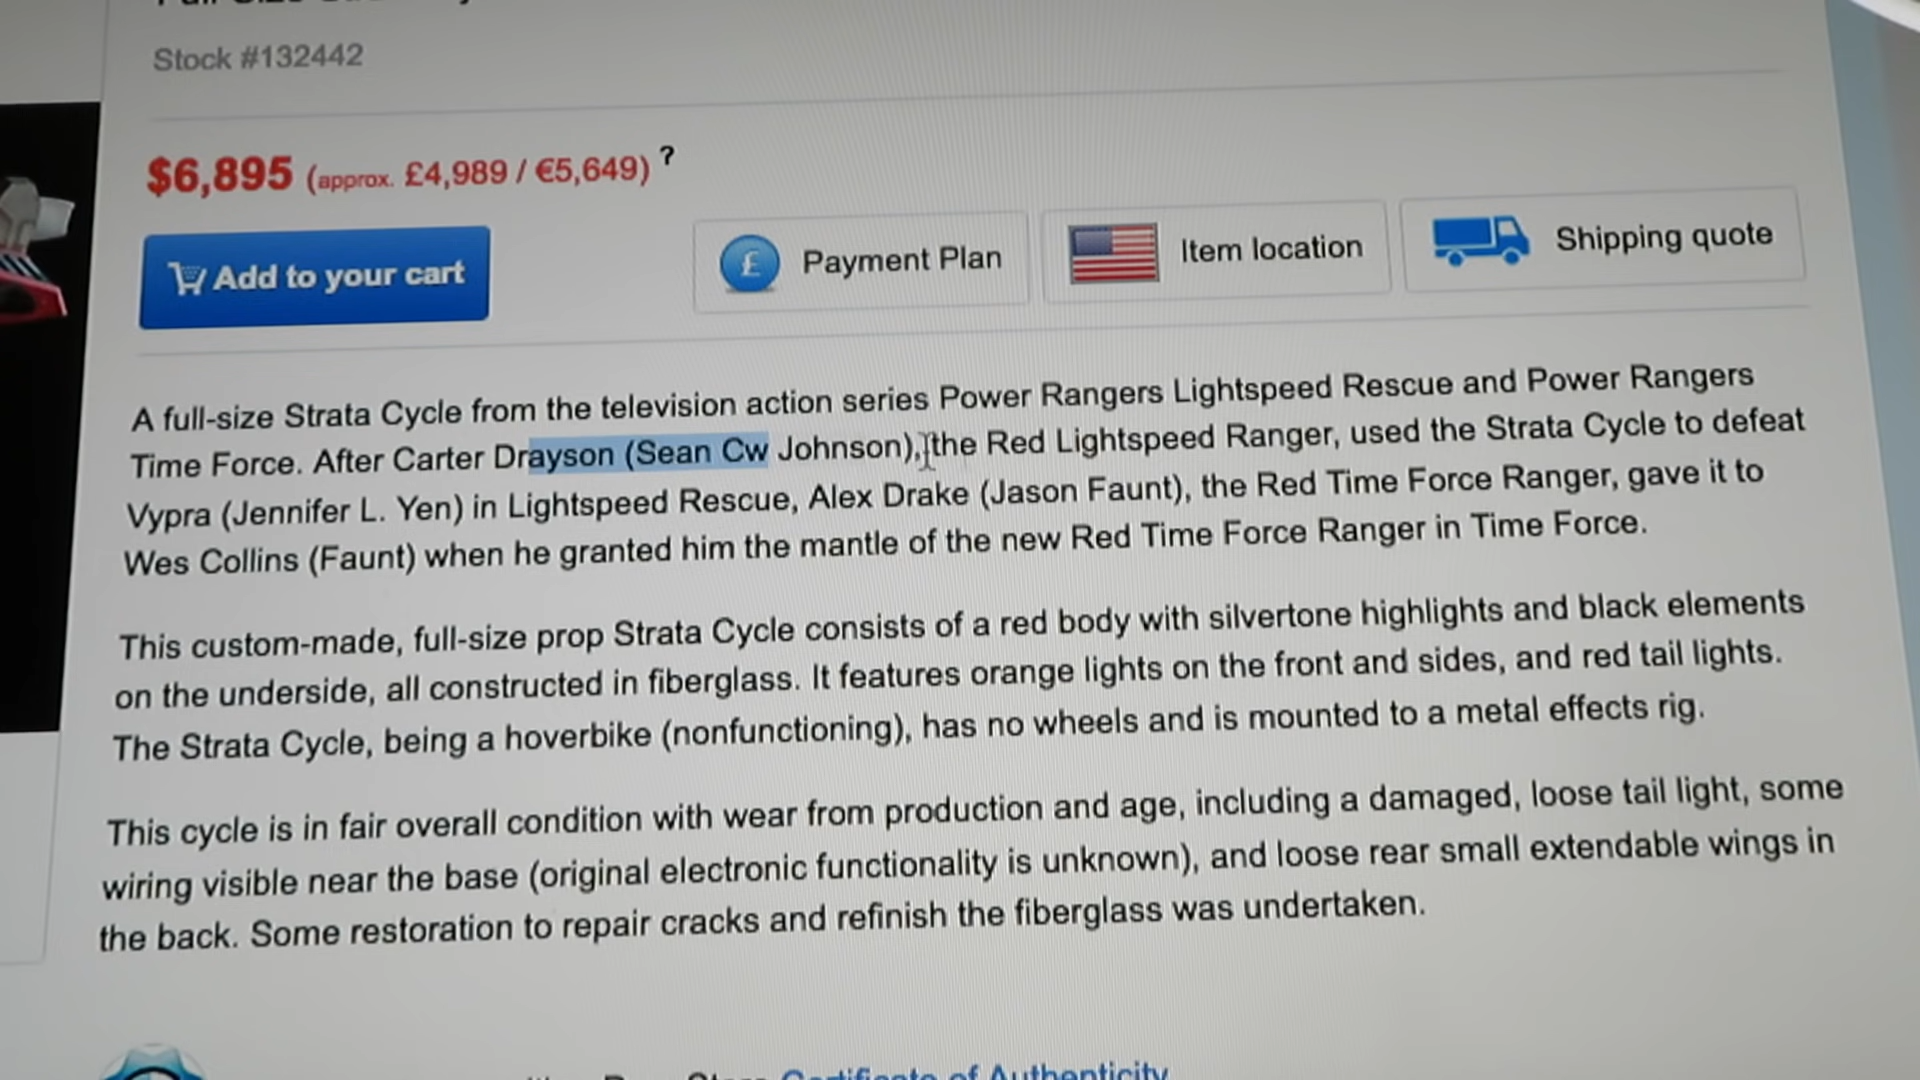 Stock #132442
$6,895 (approx. £4,989 / €5,649) ?
Add to your cart
£ Payment Plan
Item location
Shipping quote
A full-size Strata Cycle from the television action series Power Rangers Lightspeed Rescue and Power Rangers
Time Force. After Carter Drayson (Sean Cw Johnson), the Red Lightspeed Ranger, used the Strata Cycle to defeat
Vypra (Jennifer L. Yen) in Lightspeed Rescue, Alex Drake (Jason Faunt), the Red Time Force Ranger, gave it to
Wes Collins (Faunt) when he granted him the mantle of the new Red Time Force Ranger in Time Force.
This custom-made, full-size prop Strata Cycle consists of a red body with silvertone highlights and black elements
on the underside, all constructed in fiberglass. It features orange lights on the front and sides, and red tail lights.
The Strata Cycle, being a hoverbike (nonfunctioning), has no wheels and is mounted to a metal effects rig.
This cycle is in fair overall condition with wear from production and age, including a damaged, loose tail light, some
wiring visible near the base (original electronic functionality is unknown), and loose rear small extendable wings in
the back. Some restoration to repair cracks and refinish the fiberglass was undertaken.
Certificate of Authenticity